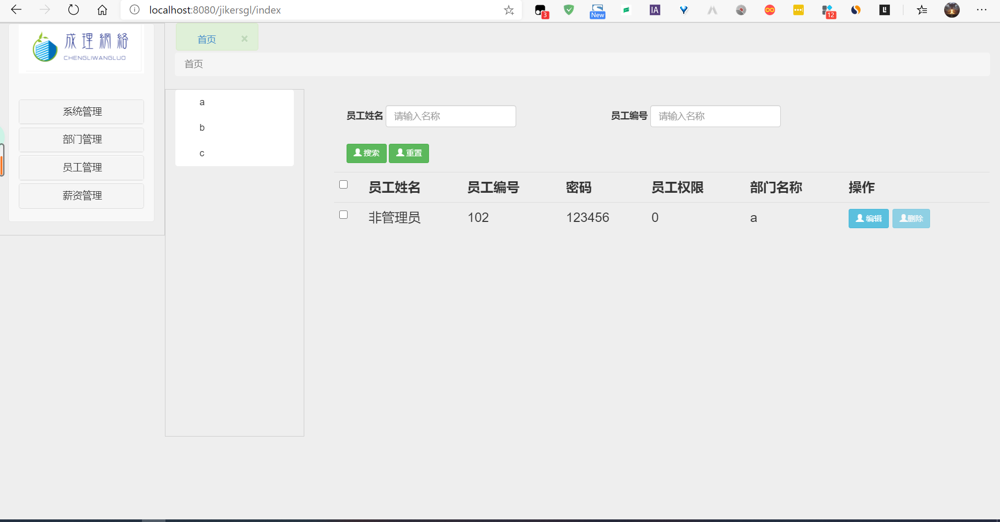 localhost:8080/jikersgl/index
3
New
IA
12
成理網絡
CHENGLIWANGLUO
系统管理
部门管理
员工管理
薪资管理
首页 ×
首页
a
b
c
员工姓名 请输入名称 员工编号 请输入名称
搜索 重置
员工姓名 员工编号 密码 员工权限 部门名称 操作
非管理员 102 123456 0 a 编辑 删除